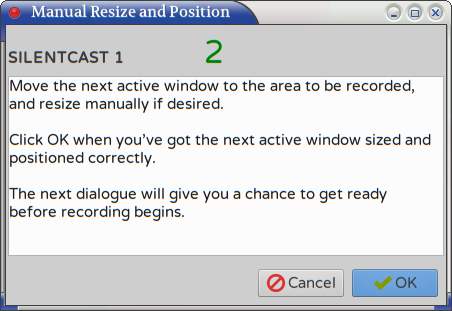 Manual Resize and Position
SILENTCAST 1
2
Move the next active window to the area to be recorded,
and resize manually if desired.
Click OK when you've got the next active window sized and
positioned correctly.
The next dialogue will give you a chance to get ready
before recording begins.
Cancel
OK